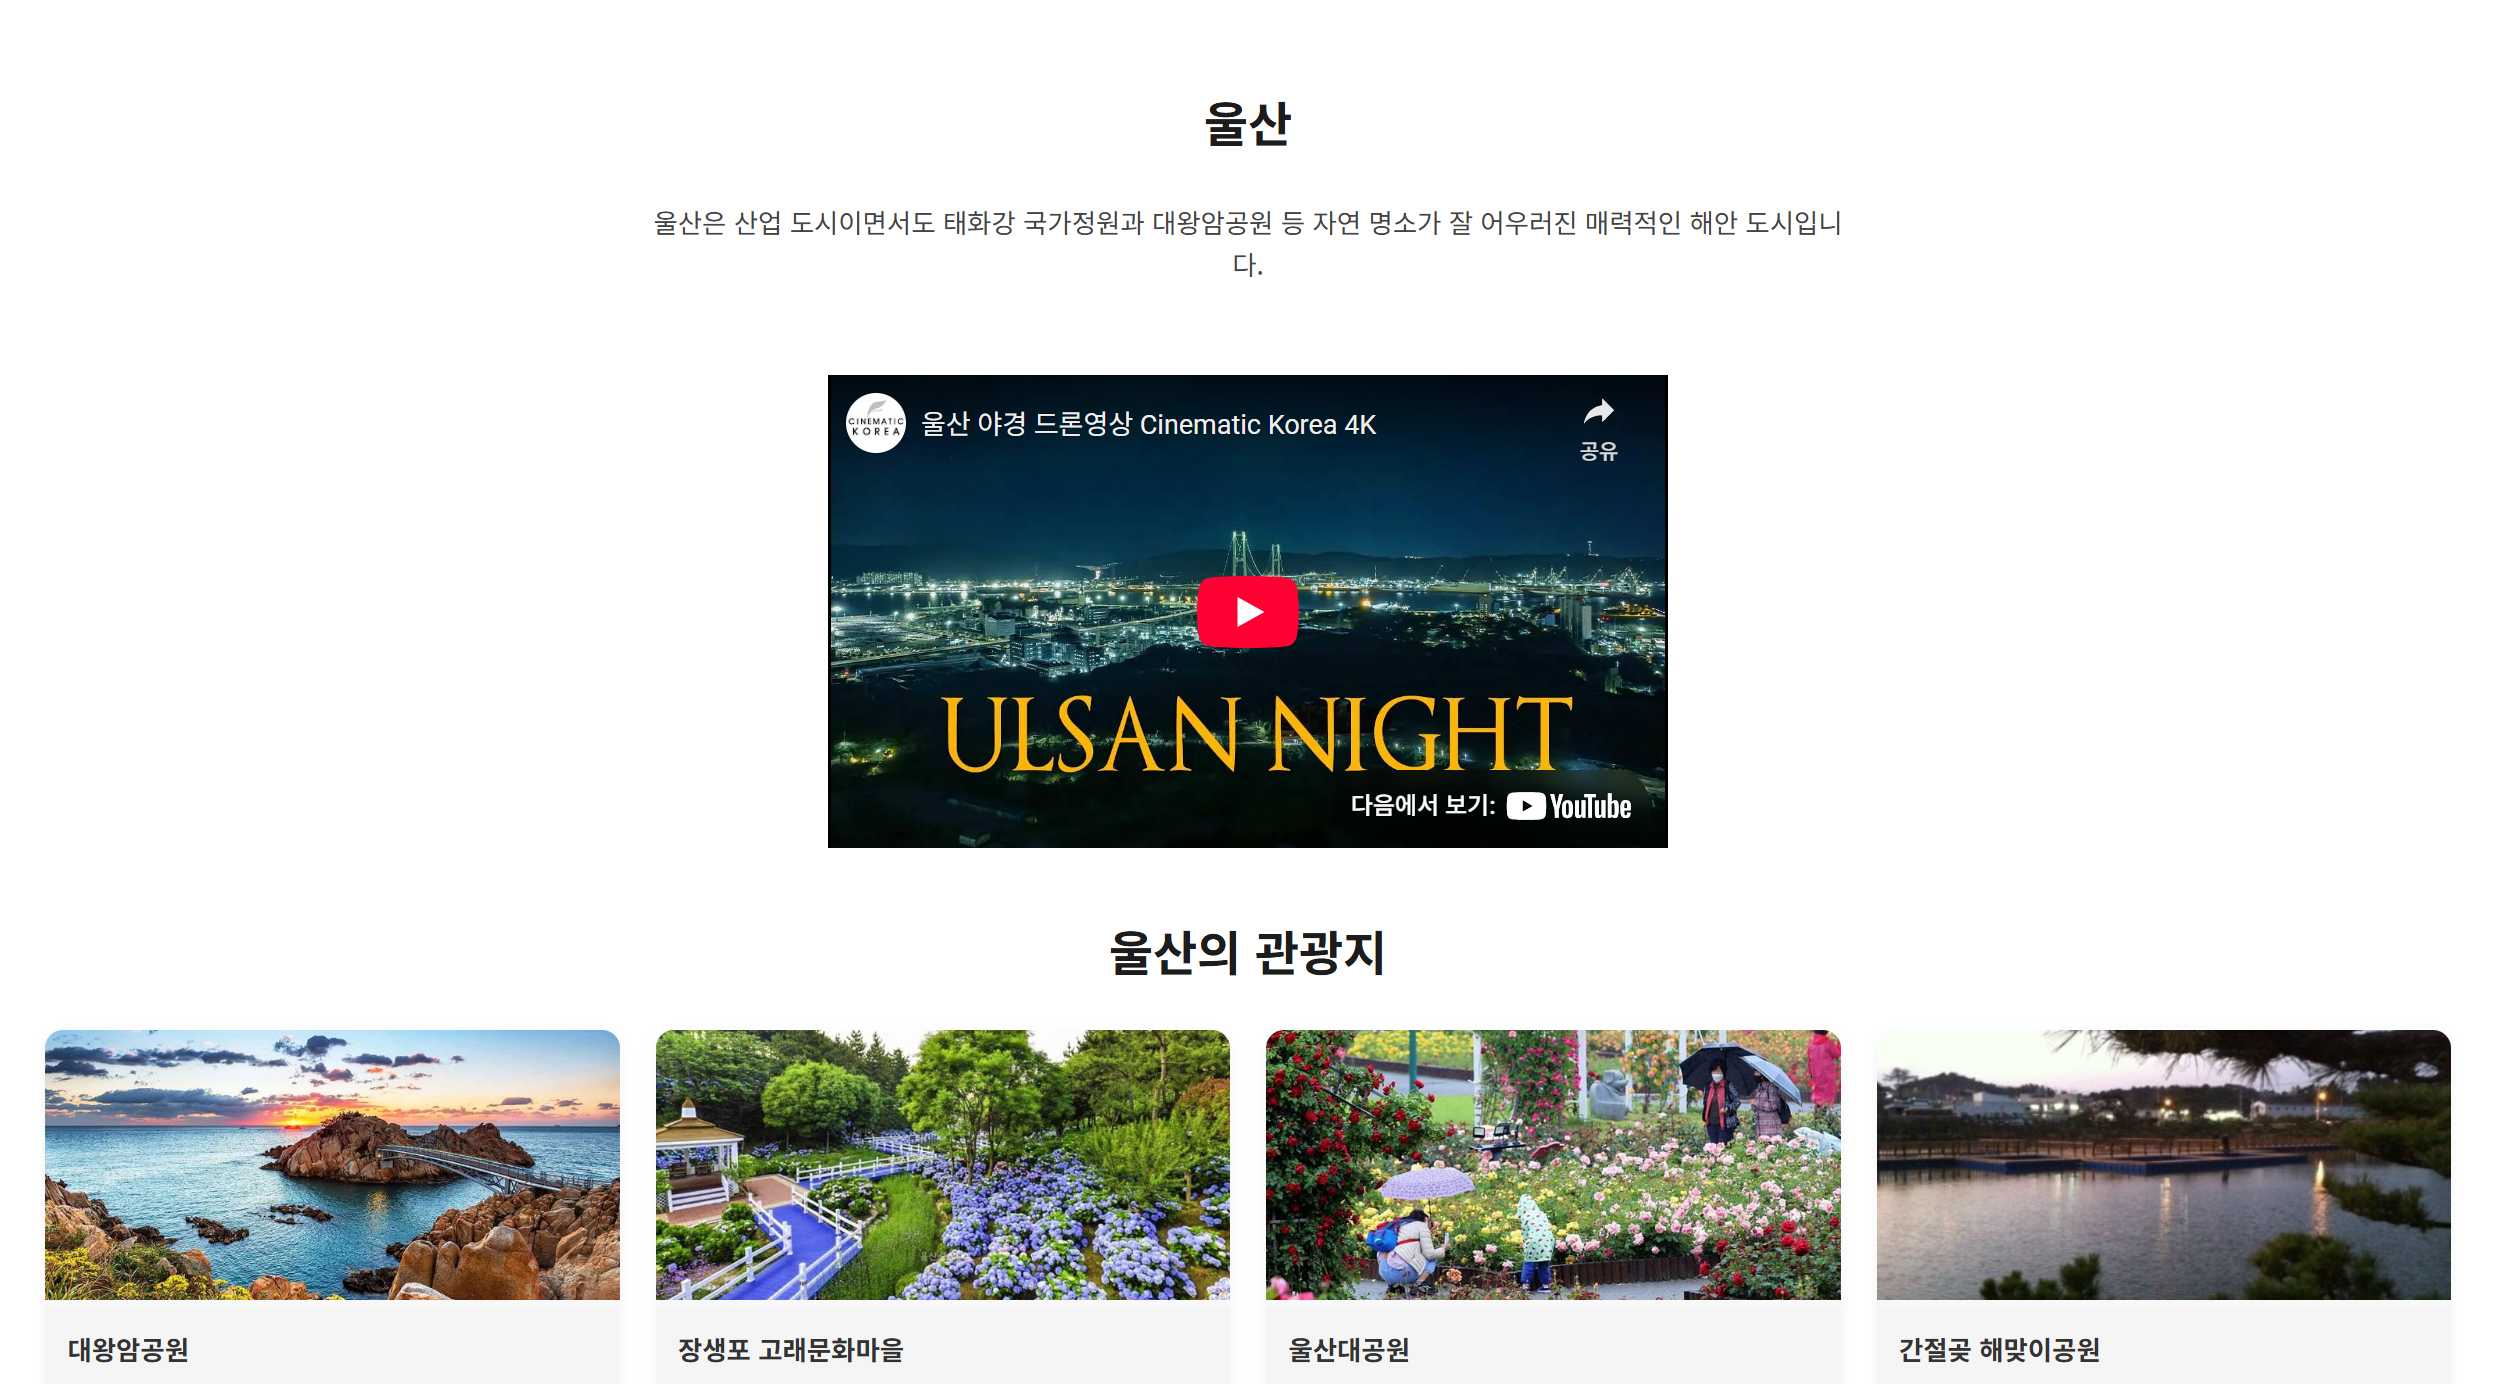 울산
울산은 산업 도시이면서도 태화강 국가정원과 대왕암공원 등 자연 명소가 잘 어우러진 매력적인 해안 도시입니
다.
CINEMATIC
KOREA
울산 야경 드론영상 Cinematic Korea 4K
공유
ULSAN NIGHT
다음에서 보기: YouTube
울산의 관광지
대왕암공원
장생포 고래문화마을
울산대공원
간절곶 해맞이공원